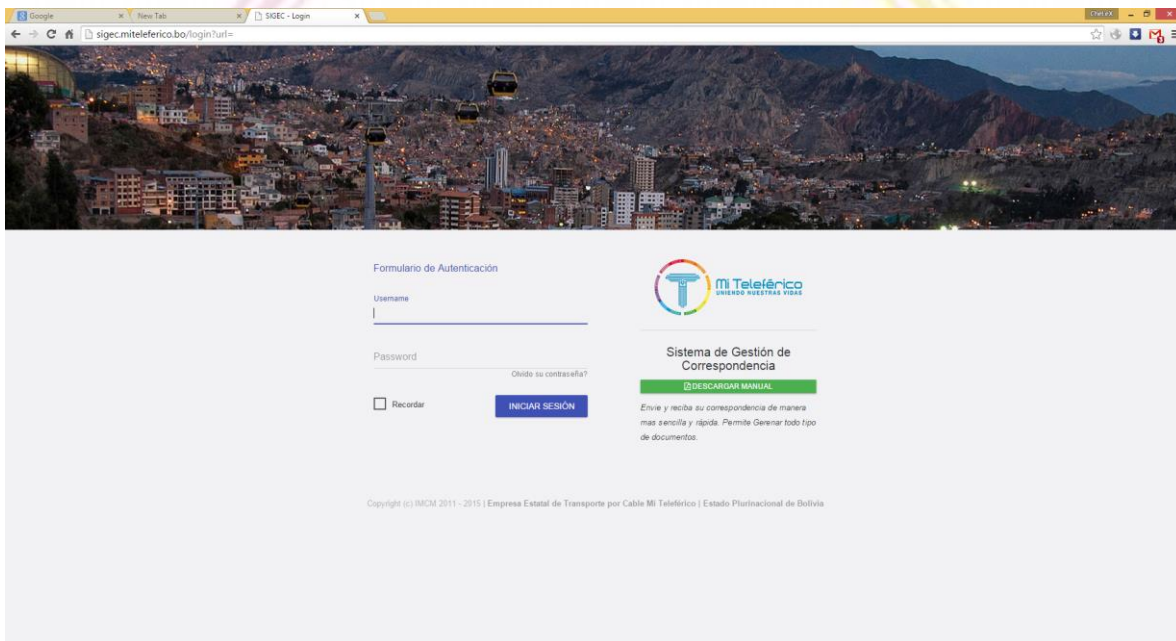 Google
New Tab
SIGEC - Login
sigec.miteleferico.bo/login?url=
Formulario de Autenticación
Username
Password
Olvido su contraseña?
Recordar
INICIAR SESIÓN
Mi Teleférico
UNIENDO NUESTRAS VIDAS
Sistema de Gestión de
Correspondencia
DESCARGAR MANUAL
Envie y reciba su correspondencia de manera
mas sencilla y rápida. Permite Gerenar todo tipo
de documentos.
Copyright (c) IMCM 2011 - 2015 | Empresa Estatal de Transporte por Cable Mi Teleférico | Estado Plurinacional de Bolivia